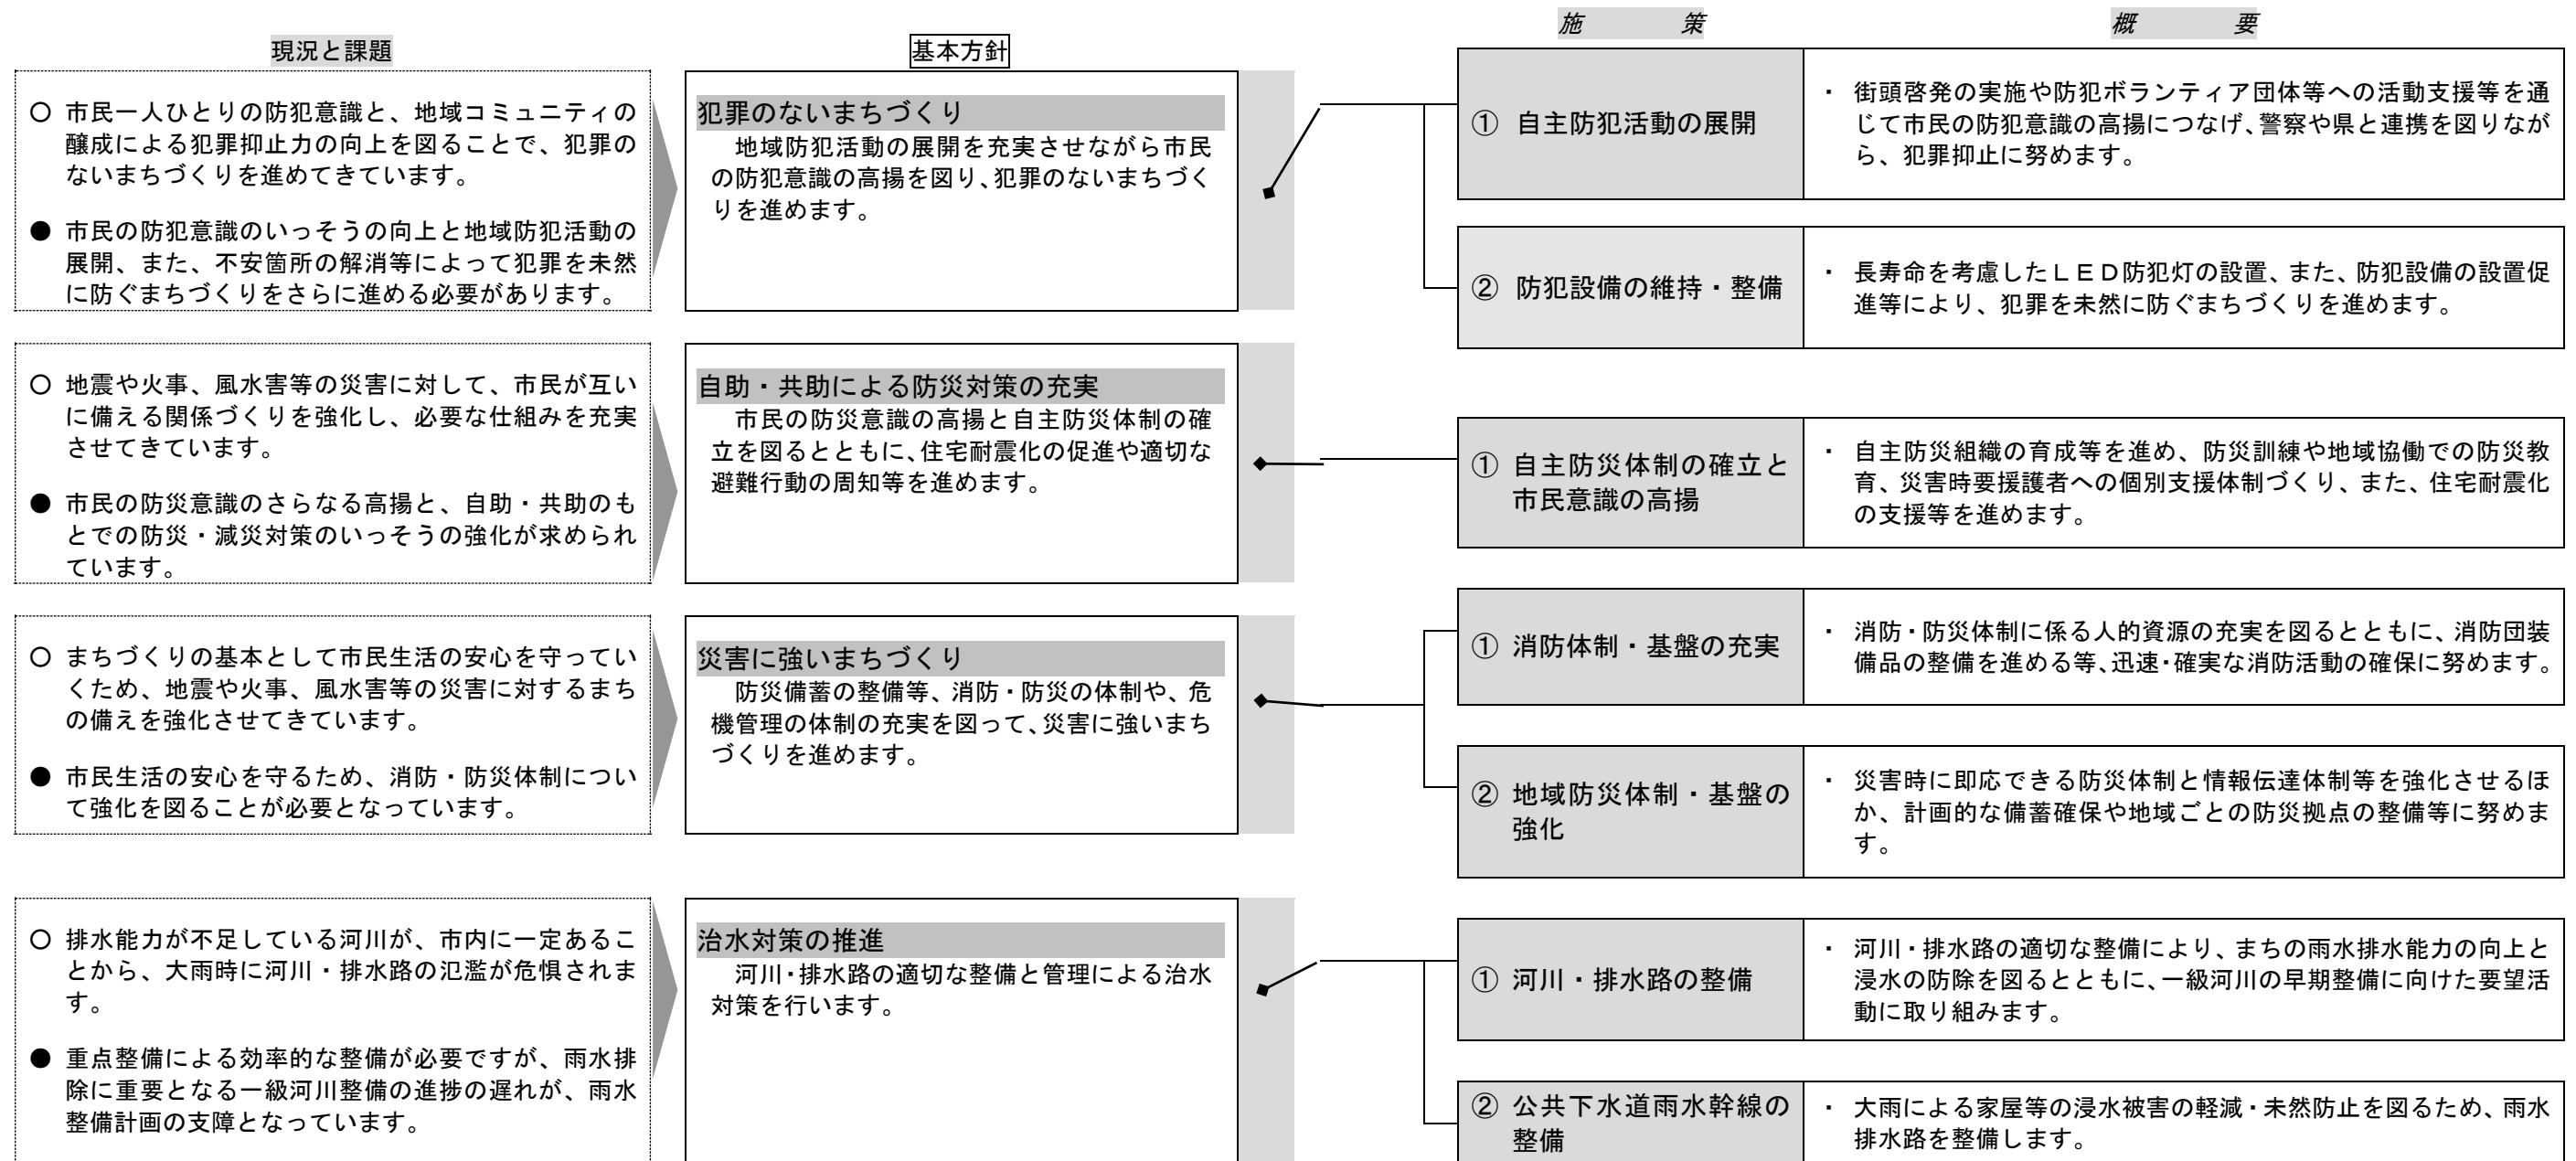 現況と課題
基本方針
施策
概要
○ 市民一人ひとりの防犯意識と、地域コミュニティの
醸成による犯罪抑止力の向上を図ることで、犯罪の
ないまちづくりを進めてきています。
● 市民の防犯意識のいっそうの向上と地域防犯活動の
展開、また、不安箇所の解消等によって犯罪を未然
に防ぐまちづくりをさらに進める必要があります。
犯罪のないまちづくり
地域防犯活動の展開を充実させながら市民
の防犯意識の高揚を図り、犯罪のないまちづく
りを進めます。
① 自主防犯活動の展開
・ 街頭啓発の実施や防犯ボランティア団体等への活動支援等を通
じて市民の防犯意識の高揚につなげ、警察や県と連携を図りなが
ら、犯罪抑止に努めます。
② 防犯設備の維持・整備
・ 長寿命を考慮したＬＥＤ防犯灯の設置、また、防犯設備の設置促
進等により、犯罪を未然に防ぐまちづくりを進めます。
○ 地震や火事、風水害等の災害に対して、市民が互い
に備える関係づくりを強化し、必要な仕組みを充実
させてきています。
● 市民の防災意識のさらなる高揚と、自助・共助のも
とでの防災・減災対策のいっそうの強化が求められ
ています。
自助・共助による防災対策の充実
市民の防災意識の高揚と自主防災体制の確
立を図るとともに、住宅耐震化の促進や適切な
避難行動の周知等を進めます。
① 自主防災体制の確立と
市民意識の高揚
・ 自主防災組織の育成等を進め、防災訓練や地域協働での防災教
育、災害時要援護者への個別支援体制づくり、また、住宅耐震化
の支援等を進めます。
○ まちづくりの基本として市民生活の安心を守ってい
くため、地震や火事、風水害等の災害に対するまち
の備えを強化させてきています。
● 市民生活の安心を守るため、消防・防災体制につい
て強化を図ることが必要となっています。
災害に強いまちづくり
防災備蓄の整備等、消防・防災の体制や、危
機管理の体制の充実を図って、災害に強いまち
づくりを進めます。
① 消防体制・基盤の充実
・ 消防・防災体制に係る人的資源の充実を図るとともに、消防団装
備品の整備を進める等、迅速・確実な消防活動の確保に努めます。
② 地域防災体制・基盤の
強化
・ 災害時に即応できる防災体制と情報伝達体制等を強化させるほ
か、計画的な備蓄確保や地域ごとの防災拠点の整備等に努めま
す。
○ 排水能力が不足している河川が、市内に一定あるこ
とから、大雨時に河川・排水路の氾濫が危惧されま
す。
● 重点整備による効率的な整備が必要ですが、雨水排
除に重要となる一級河川整備の進捗の遅れが、雨水
整備計画の支障となっています。
治水対策の推進
河川・排水路の適切な整備と管理による治水
対策を行います。
① 河川・排水路の整備
・ 河川・排水路の適切な整備により、まちの雨水排水能力の向上と
浸水の防除を図るとともに、一級河川の早期整備に向けた要望活
動に取り組みます。
② 公共下水道雨水幹線の
整備
・ 大雨による家屋等の浸水被害の軽減・未然防止を図るため、雨水
排水路を整備します。